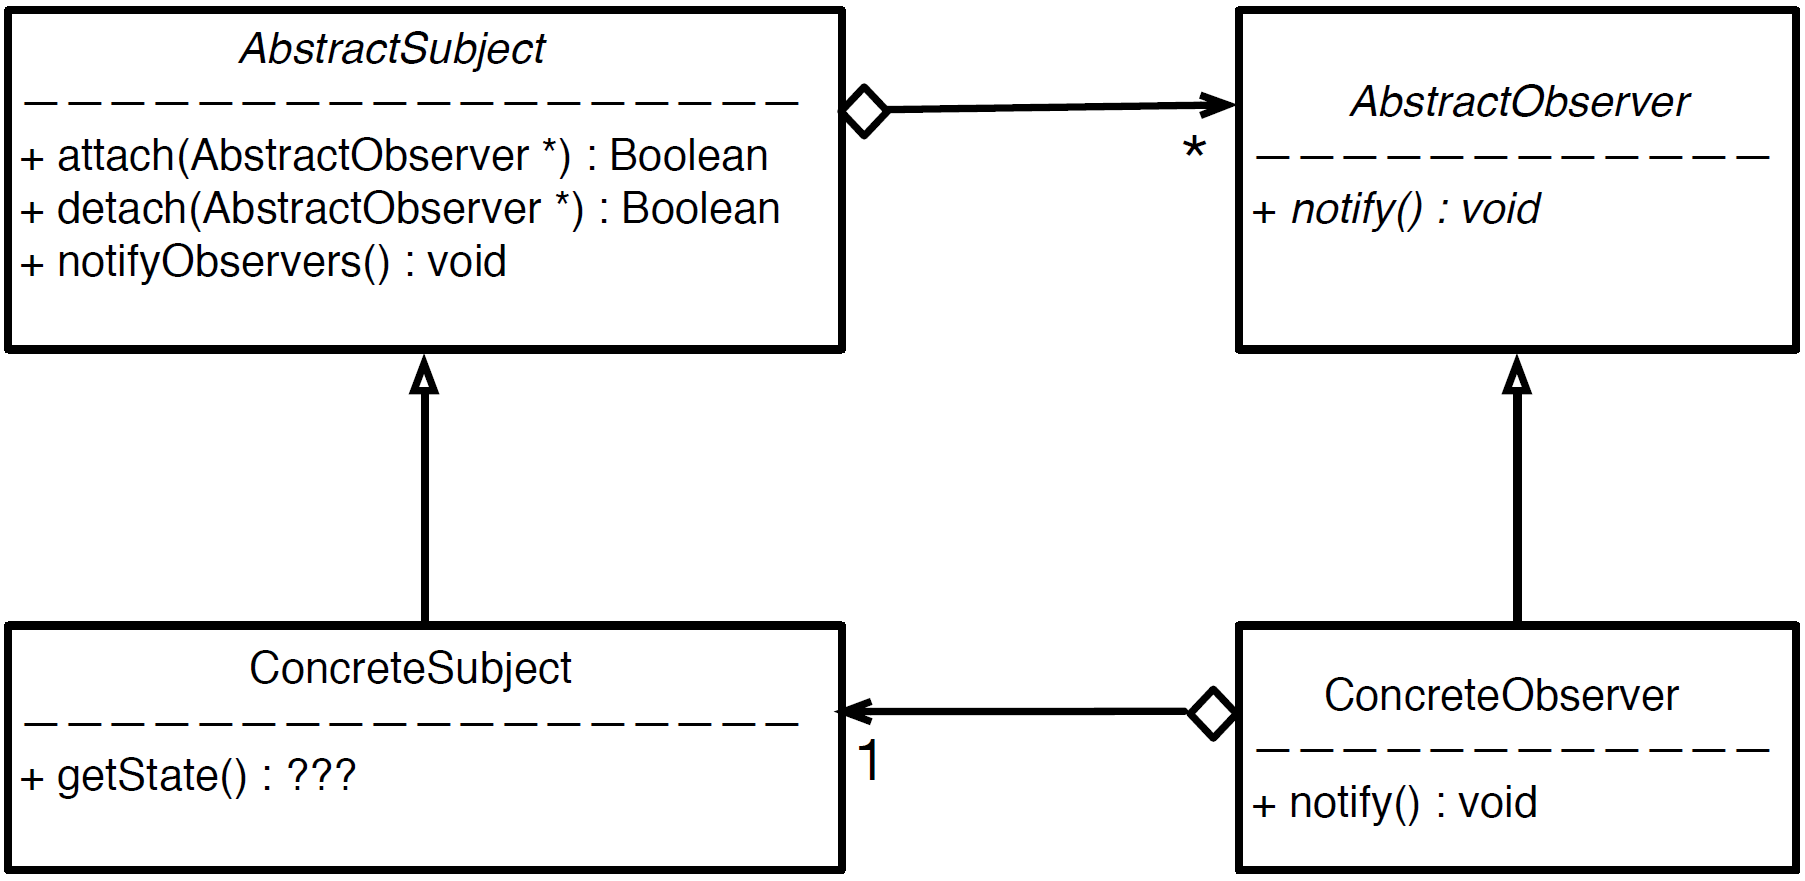 AbstractSubject
+ attach(AbstractObserver *) : Boolean
+ detach(AbstractObserver *) : Boolean
+ notifyObservers() : void
*
AbstractObserver
+ notify() : void
ConcreteSubject
+ getState() : ???
1
ConcreteObserver
+ notify() : void